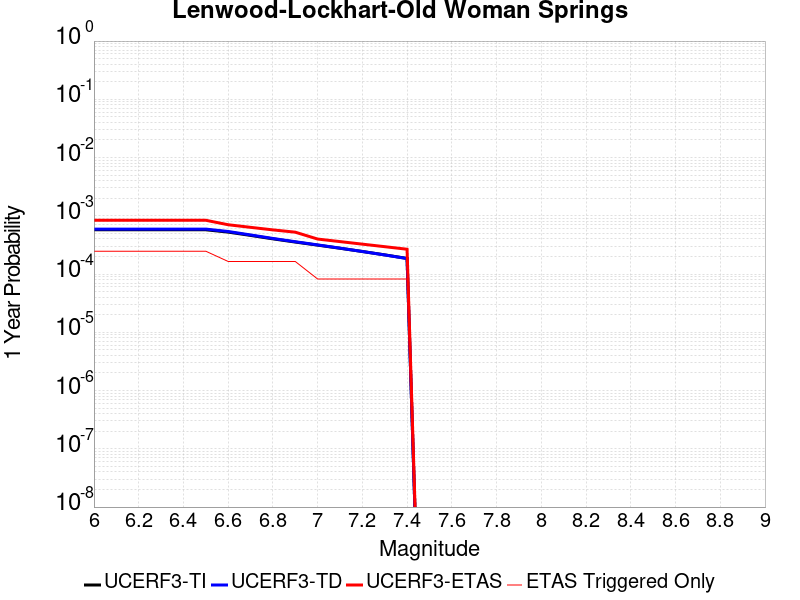 Lenwood-Lockhart-Old Woman Springs
10^0
10^-1
10^-2
10^-3
10^-4
10^-5
10^-6
10^-7
10^-8
1 Year Probability
6 6.2 6.4 6.6 6.8 7 7.2 7.4 7.6 7.8 8 8.2 8.4 8.6 8.8 9
Magnitude
UCERF3-TI UCERF3-TD UCERF3-ETAS ETAS Triggered Only